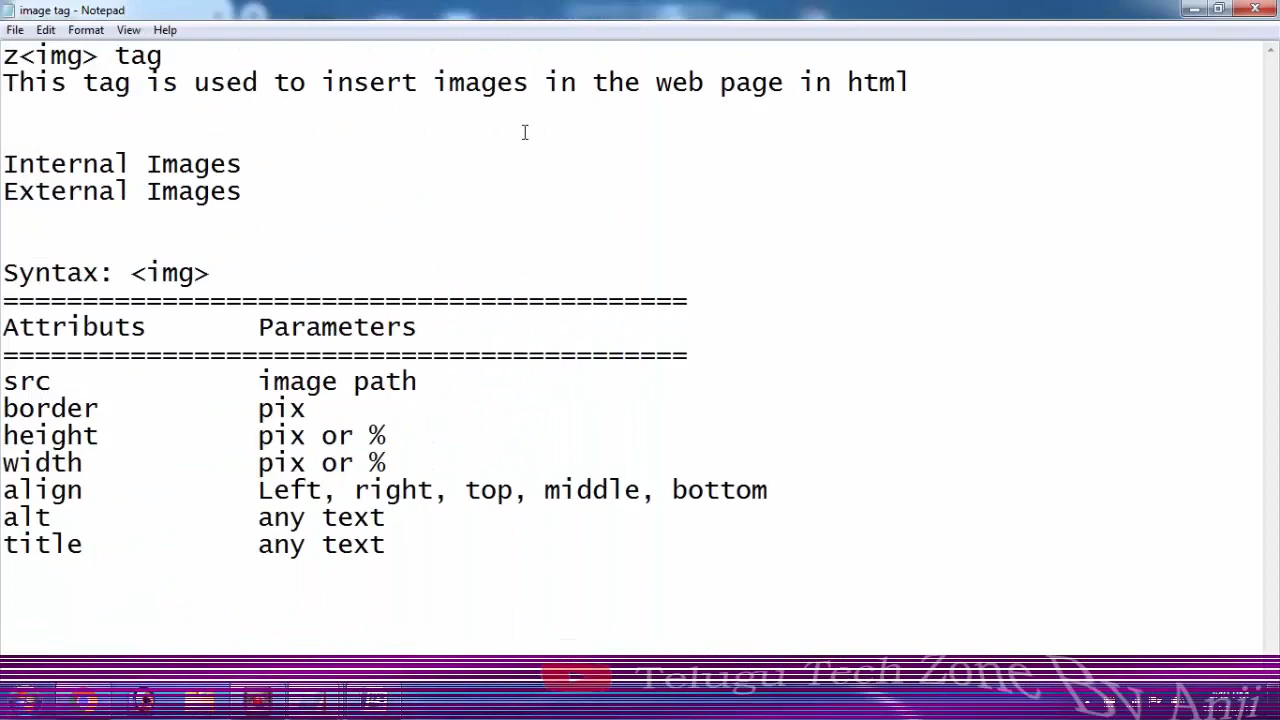 image tag - Notepad
File Edit Format View Help
z<img> tag
This tag is used to insert images in the web page in html
Internal Images
External Images
Syntax: <img>
===========================================
Attributs Parameters
===========================================
src image path
border pix
height pix or %
width pix or %
align Left, right, top, middle, bottom
alt any text
title any text
Telugu Tech Zone By Anji